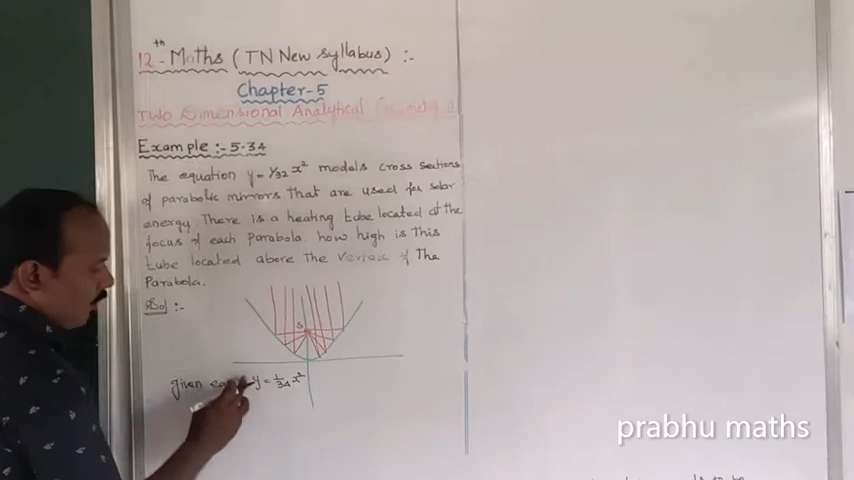 12th - Maths (TN New syllabus) :-
Chapter-5
TWO Dimensional Analytical
Example :- 5.34
The equation y = 1/32 x² models cross sections
of parabolic mirrors that are used for solar
energy. There is a heating tube located at the
focus of each parabola. how high is this
tube located above the vertex of The
Parabola.
Sol :-
S
given y = 1/34 x²
prabhu maths